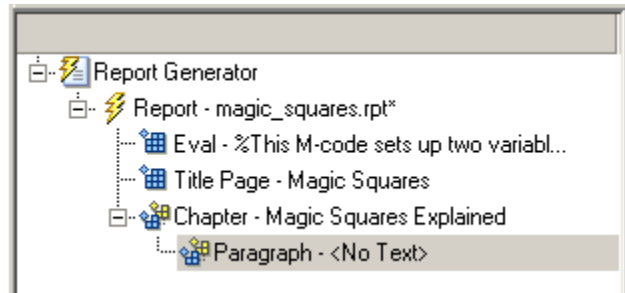 Report Generator
Report - magic_squares.rpt*
Eval - %This M-code sets up two variabl...
Title Page - Magic Squares
Chapter - Magic Squares Explained
Paragraph - <No Text>